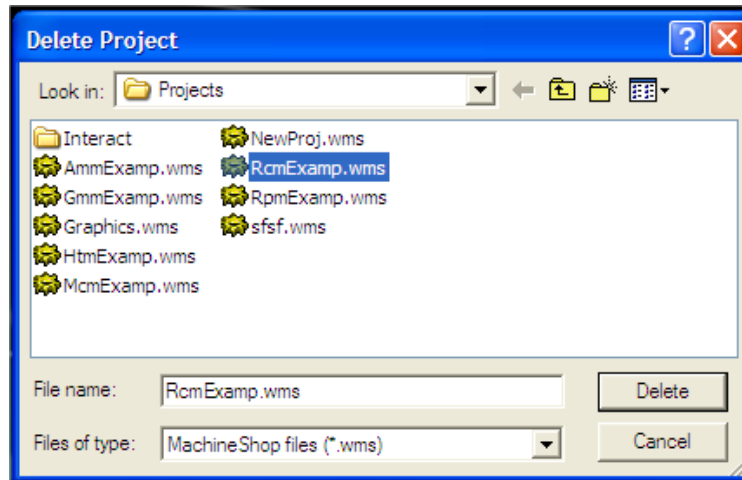 Delete Project
Look in: Projects
Interact NewProj.wms
AmmExamp.wms RcmExamp.wms
GmmExamp.wms RpmExamp.wms
Graphics.wms sfsf.wms
HtmExamp.wms
McmExamp.wms
File name: RcmExamp.wms Delete
Files of type: MachineShop files (*.wms) Cancel